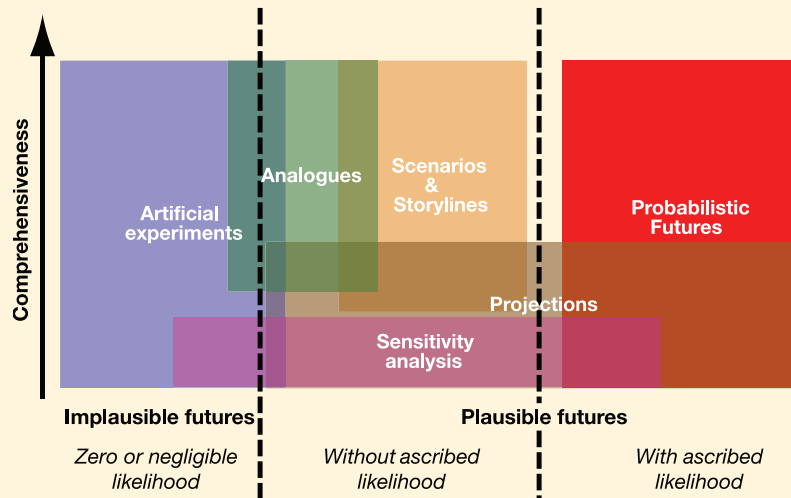 Comprehensiveness
Artificial
experiments
Analogues
Scenarios
&
Storylines
Probabilistic
Futures
Projections
Sensitivity
analysis
Implausible futures
Plausible futures
Zero or negligible
likelihood
Without ascribed
likelihood
With ascribed
likelihood